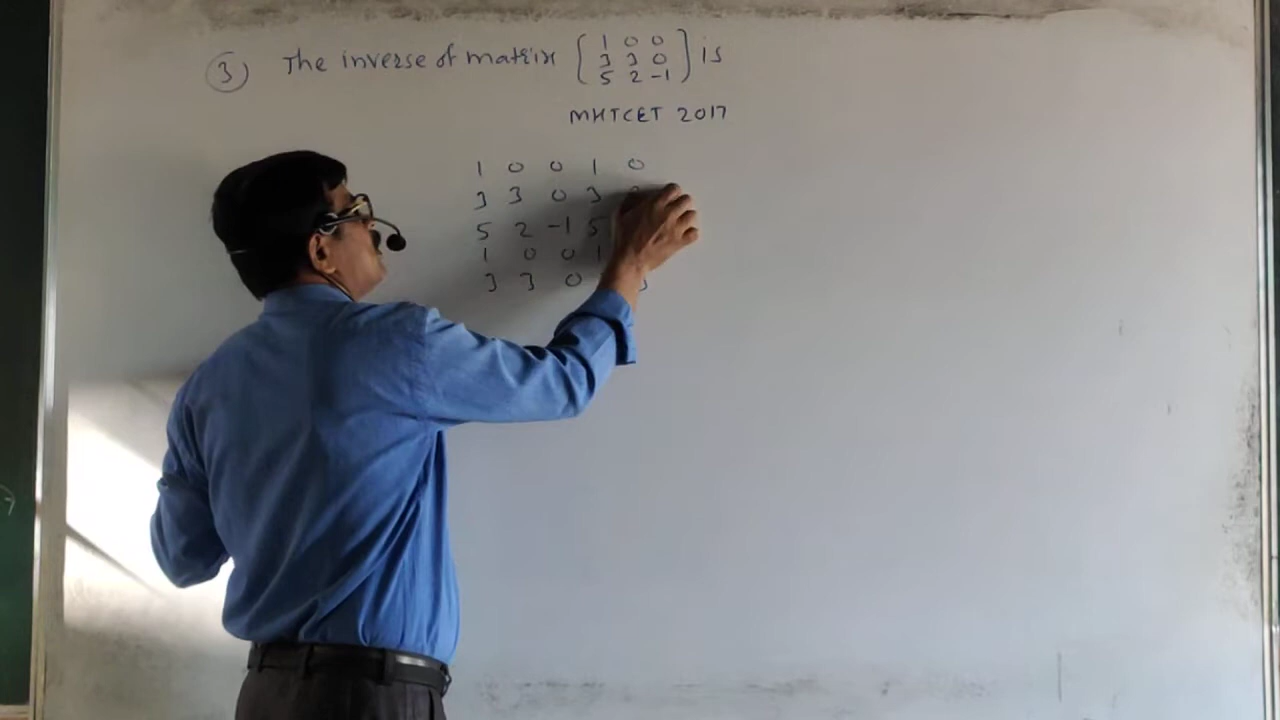 3) The inverse of matrix [ 1 0 0 ] is
3 3 0
5 2 -1
MHTCET 2017
1 0 0 1 0
3 3 0 3
5 2 -1 5
1 0 0 1
3 3 0 3